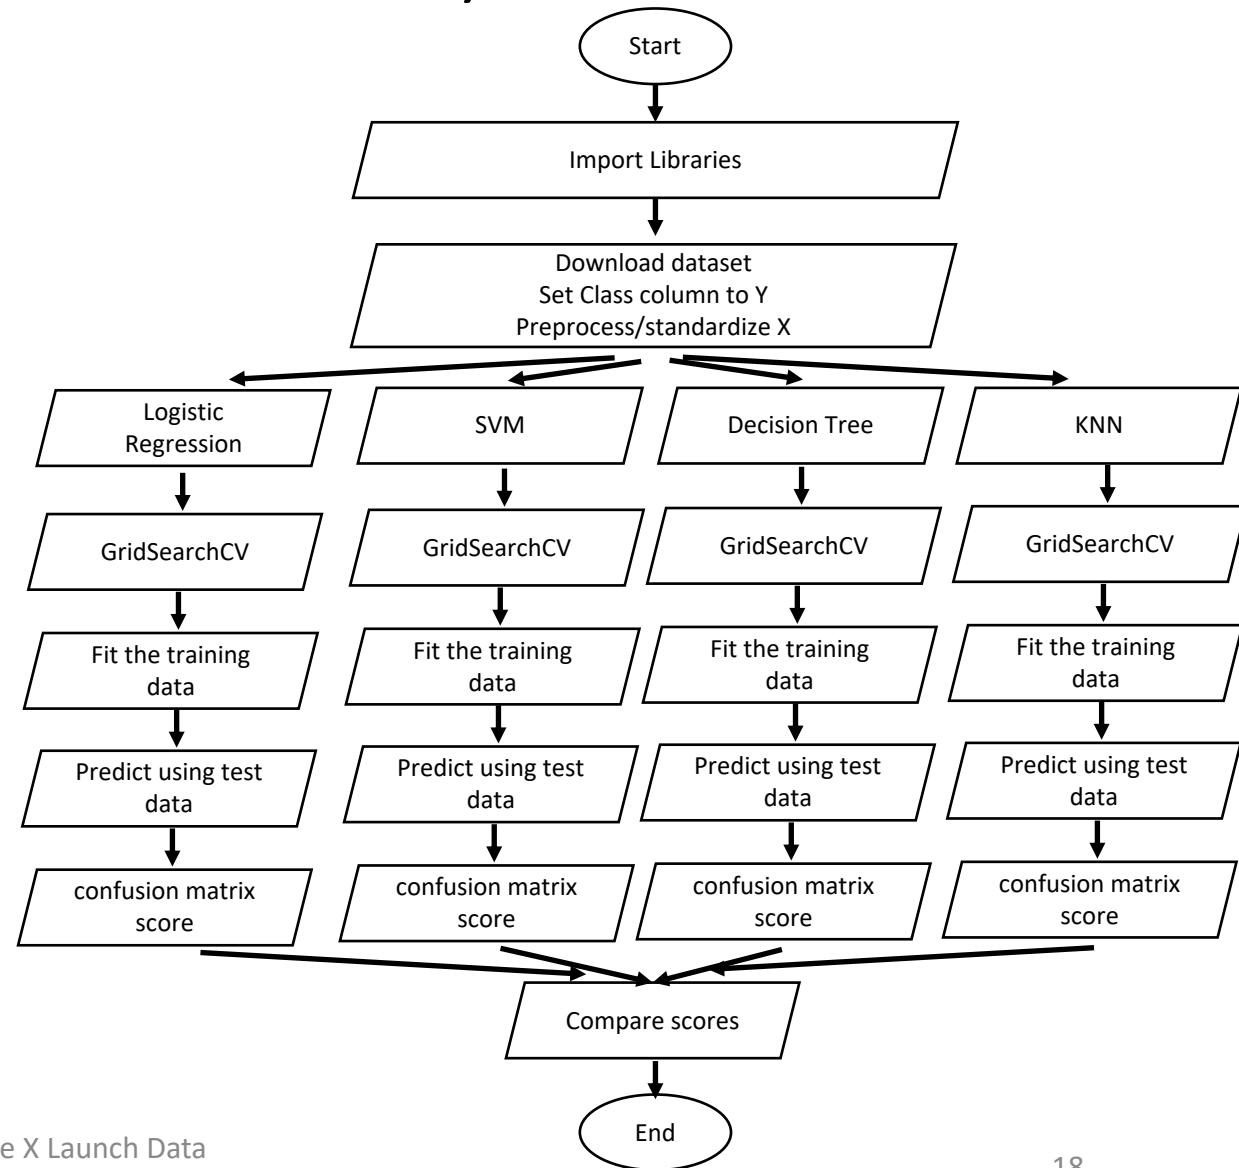 Start
Import Libraries
Download dataset
Set Class column to Y
Preprocess/standardize X
Logistic
Regression
SVM
Decision Tree
KNN
GridSearchCV
GridSearchCV
GridSearchCV
GridSearchCV
Fit the training
data
Fit the training
data
Fit the training
data
Fit the training
data
Predict using test
data
Predict using test
data
Predict using test
data
Predict using test
data
confusion matrix
score
confusion matrix
score
confusion matrix
score
confusion matrix
score
Compare scores
End
e X Launch Data
18